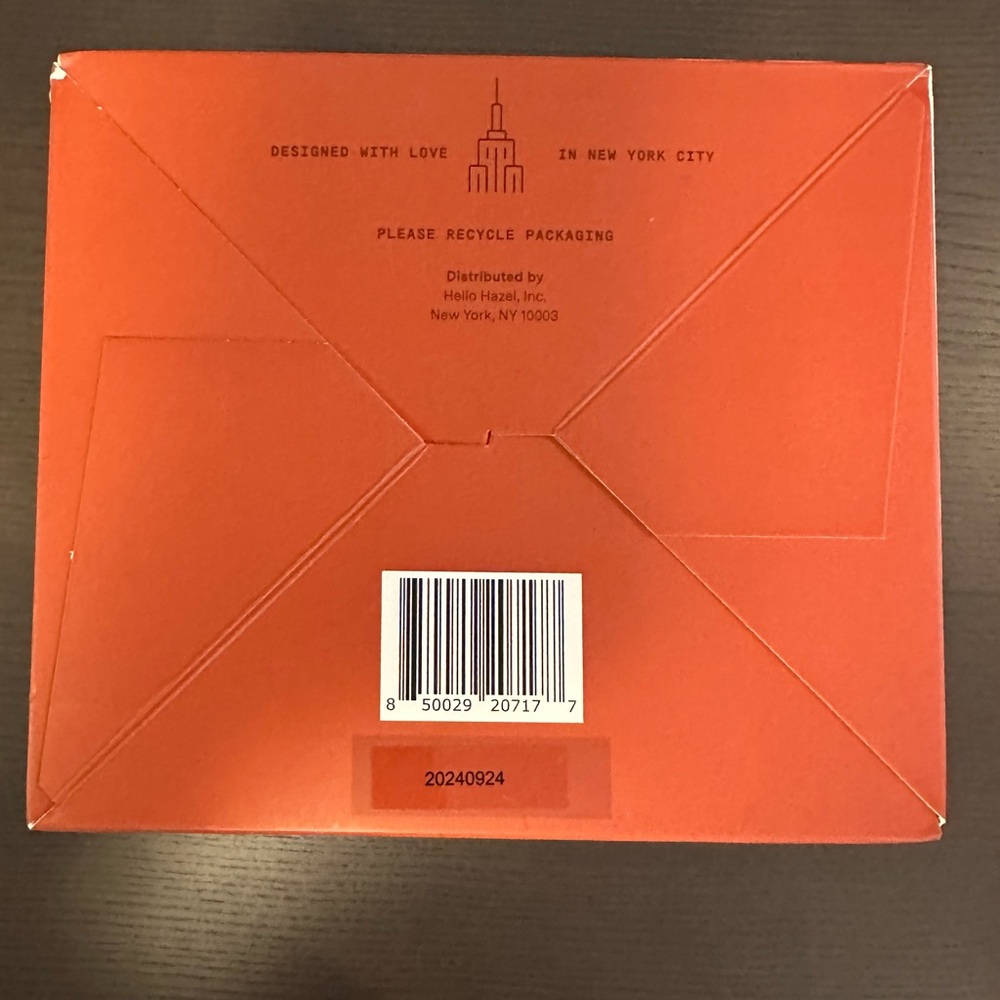 DESIGNED WITH LOVE IN NEW YORK CITY
PLEASE RECYCLE PACKAGING
Distributed by
Hello Hazel, Inc.
New York, NY 10003
8 50029 20717 7
20240924